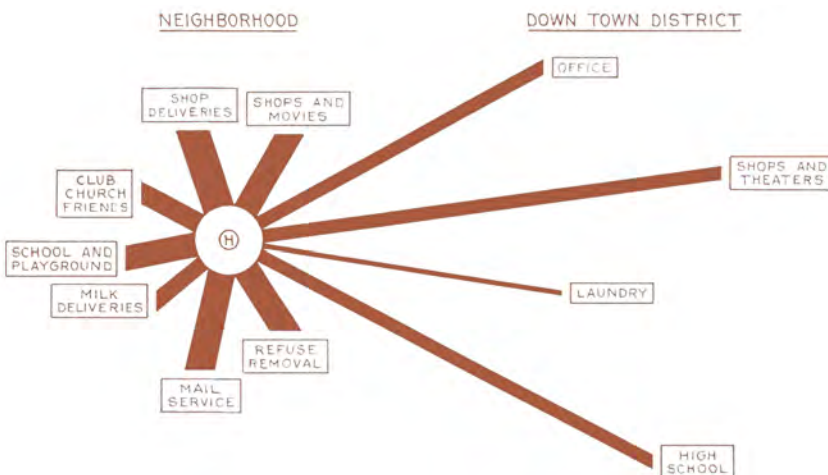 NEIGHBORHOOD
DOWN TOWN DISTRICT
SHOP
DELIVERIES
SHOPS AND
MOVIES
OFFICE
CLUB
CHURCH
FRIENDS
SHOPS AND
THEATERS
H
SCHOOL AND
PLAYGROUND
MILK
DELIVERIES
LAUNDRY
REFUSE
REMOVAL
MAIL
SERVICE
HIGH
SCHOOL